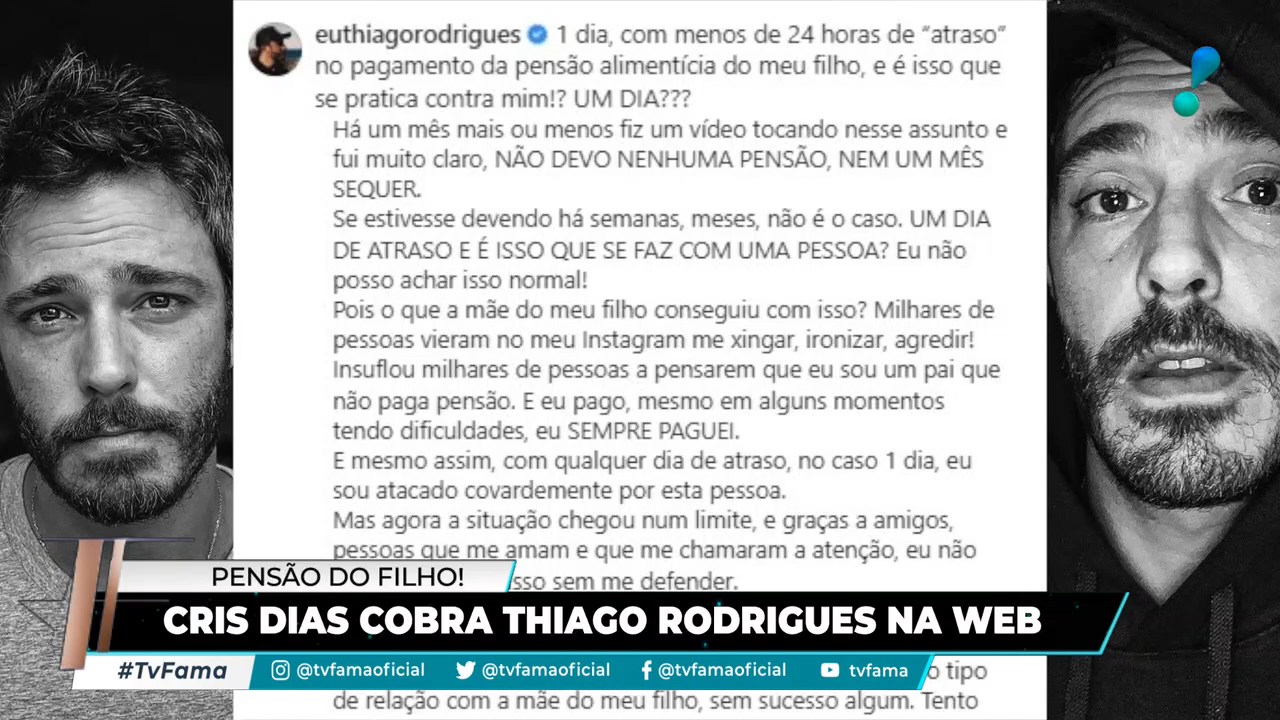 euthiagorodrigues 1 dia, com menos de 24 horas de “atraso”
no pagamento da pensão alimentícia do meu filho, e é isso que
se pratica contra mim!? UM DIA???
Há um mês mais ou menos fiz um vídeo tocando nesse assunto e
fui muito claro, NÃO DEVO NENHUMA PENSÃO, NEM UM MÊS
SEQUER.
Se estivesse devendo há semanas, meses, não é o caso. UM DIA
DE ATRASO E É ISSO QUE SE FAZ COM UMA PESSOA? Eu não
posso achar isso normal!
Pois o que a mãe do meu filho conseguiu com isso? Milhares de
pessoas vieram no meu Instagram me xingar, ironizar, agredir!
Insuflou milhares de pessoas a pensarem que eu sou um pai que
não paga pensão. E eu pago, mesmo em alguns momentos
tendo dificuldades, eu SEMPRE PAGUEI.
E mesmo assim, com qualquer dia de atraso, no caso 1 dia, eu
sou atacado covardemente por esta pessoa.
Mas agora a situação chegou num limite, e graças a amigos,
pessoas que me amam e que me chamaram a atenção, eu não
sso sem me defender.
PENSÃO DO FILHO!
CRIS DIAS COBRA THIAGO RODRIGUES NA WEB
#TvFama @tvfamaoficial @tvfamaoficial @tvfamaoficial tvfama
o tipo
de relação com a mãe do meu filho, sem sucesso algum. Tento